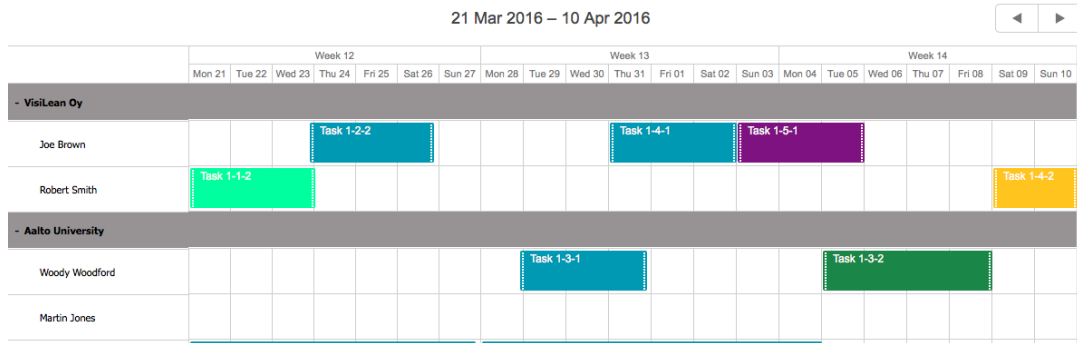 21 Mar 2016 – 10 Apr 2016
Week 12 Week 13 Week 14
Mon 21 Tue 22 Wed 23 Thu 24 Fri 25 Sat 26 Sun 27 Mon 28 Tue 29 Wed 30 Thu 31 Fri 01 Sat 02 Sun 03 Mon 04 Tue 05 Wed 06 Thu 07 Fri 08 Sat 09 Sun 10
- VisiLean Oy
Joe Brown Task 1-2-2 Task 1-4-1 Task 1-5-1
Robert Smith Task 1-1-2 Task 1-4-2
- Aalto University
Woody Woodford Task 1-3-1 Task 1-3-2
Martin Jones